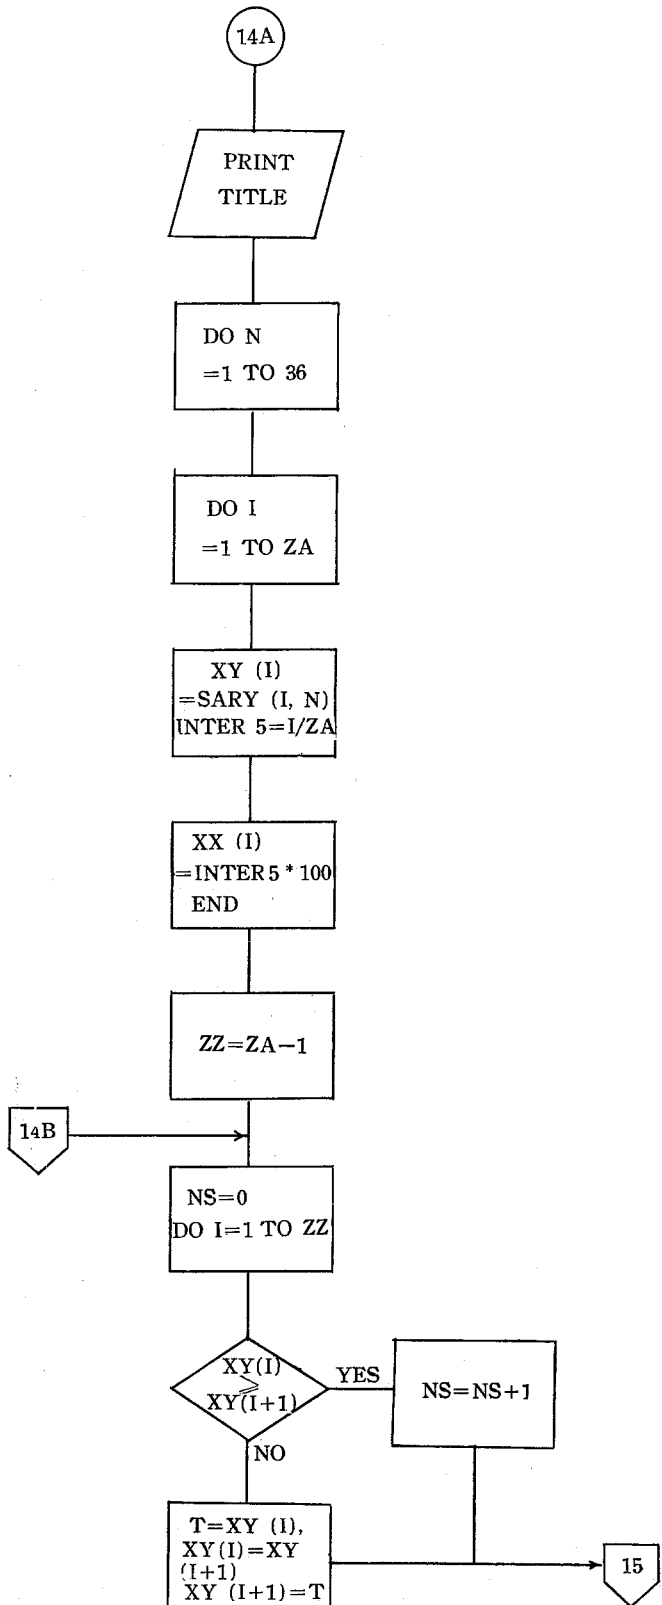 14A
PRINT
TITLE
DO N
=1 TO 36
DO I
=1 TO ZA
XY (I)
=SARY (I, N)
INTER 5=I/ZA
XX (I)
=INTER5 * 100
END
ZZ=ZA−1
14B
NS=0
DO I=1 TO ZZ
XY(I)
⩾
XY(I+1)
YES
NS=NS+1
NO
T=XY (I),
XY(I)=XY
(I+1)
XY (I+1)=T
15